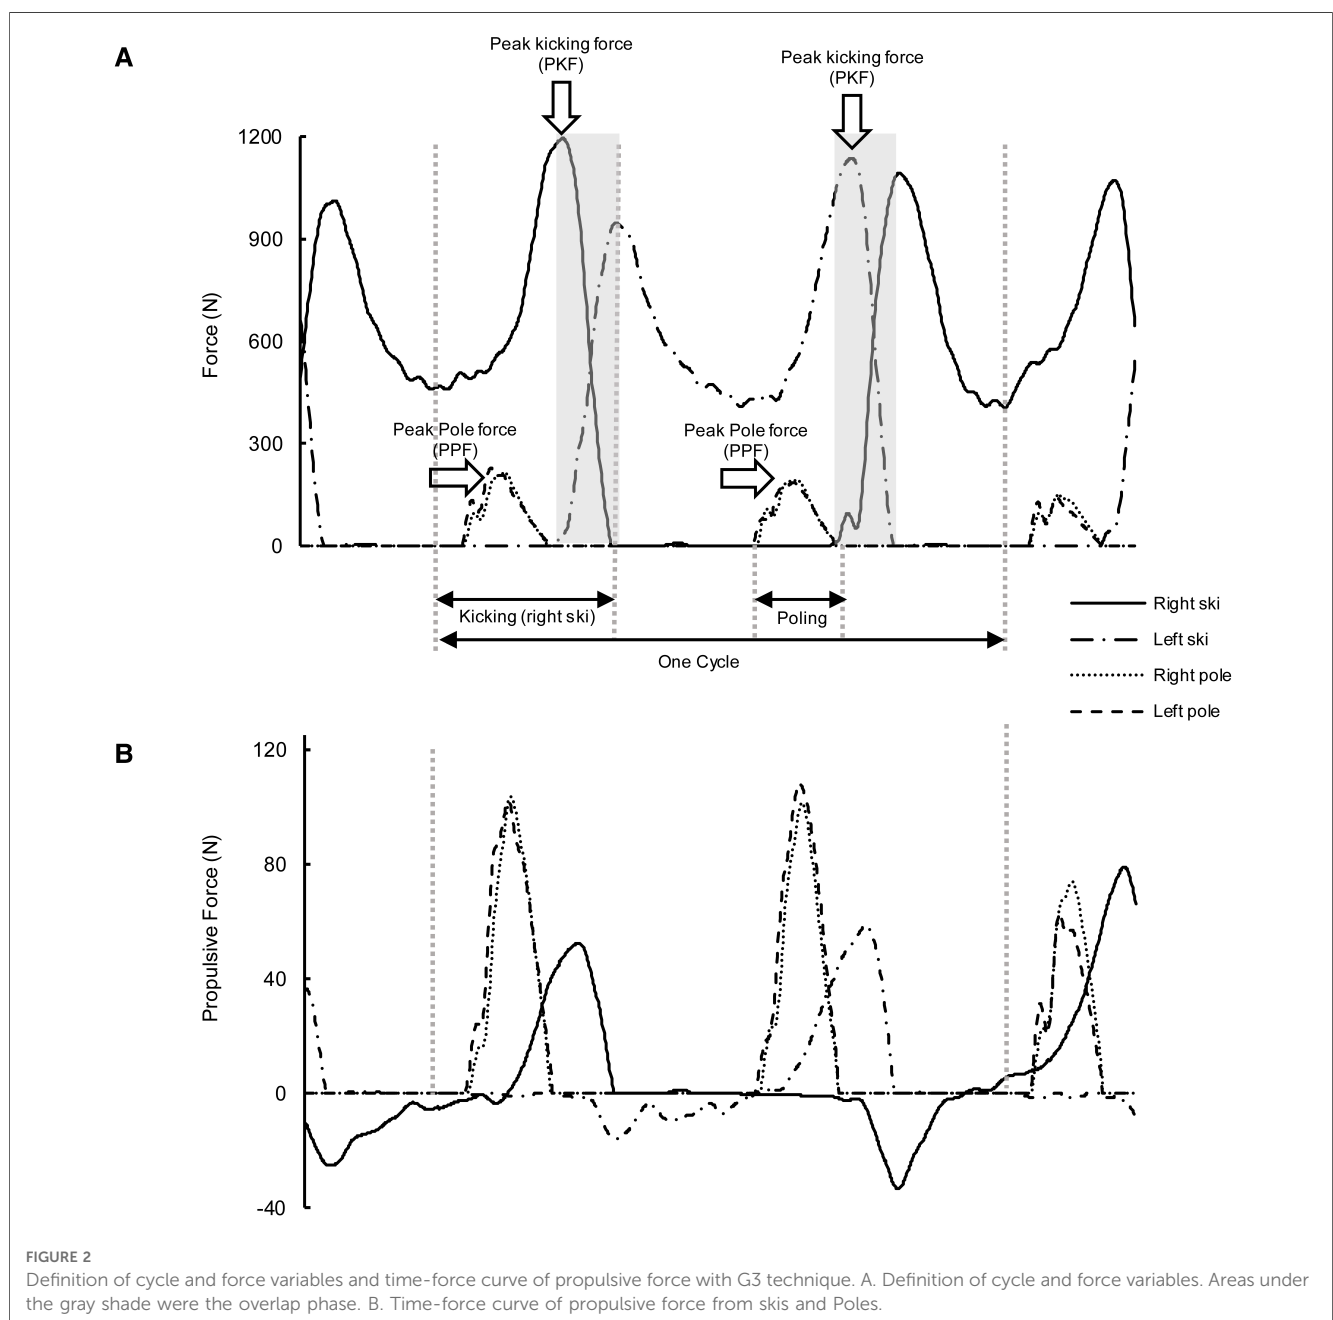 A
Peak kicking force
(PKF)
Peak kicking force
(PKF)
1200
900
600
300
0
Force (N)
Peak Pole force
(PPF)
Peak Pole force
(PPF)
Kicking (right ski)
Poling
One Cycle
Right ski
Left ski
Right pole
Left pole
B
120
80
40
0
-40
Propulsive Force (N)
FIGURE 2
Definition of cycle and force variables and time-force curve of propulsive force with G3 technique. A. Definition of cycle and force variables. Areas under
the gray shade were the overlap phase. B. Time-force curve of propulsive force from skis and Poles.